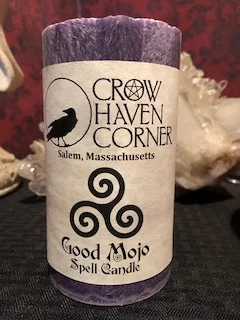 CROW
HAVEN
CORNER
Salem, Massachusetts
Good Mojo
Spell Candle